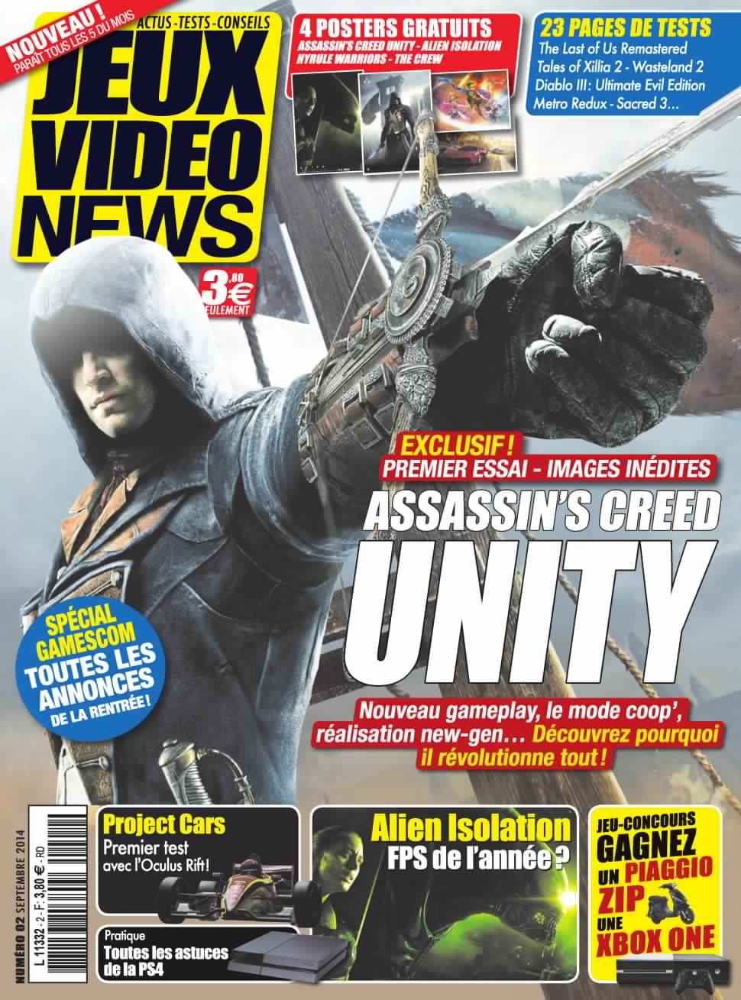 NOUVEAU !
PARAÎT TOUS LES 5 DU MOIS
ACTUS - TESTS - CONSEILS
JEUX
VIDEO
NEWS
3,80€
SEULEMENT
4 POSTERS GRATUITS
ASSASSIN'S CREED UNITY - ALIEN ISOLATION
HYRULE WARRIORS - THE CREW
23 PAGES DE TESTS
The Last of Us Remastered
Tales of Xillia 2 - Wasteland 2
Diablo III : Ultimate Evil Edition
Metro Redux - Sacred 3...
EXCLUSIF !
PREMIER ESSAI - IMAGES INÉDITES
ASSASSIN'S CREED
UNITY
Nouveau gameplay, le mode coop',
réalisation new-gen... Découvrez pourquoi
il révolutionne tout !
SPÉCIAL
GAMESCOM
TOUTES LES
ANNONCES
DE LA RENTRÉE !
NUMÉRO 02 SEPTEMBRE 2014
L 11332 - 2 - F: 3,80 € - RD
Project Cars
Premier test
avec l'Oculus Rift !
Pratique
Toutes les astuces
de la PS4
Alien Isolation
FPS de l'année ?
JEU-CONCOURS
GAGNEZ
UN PIAGGIO
ZIP
UNE
XBOX ONE